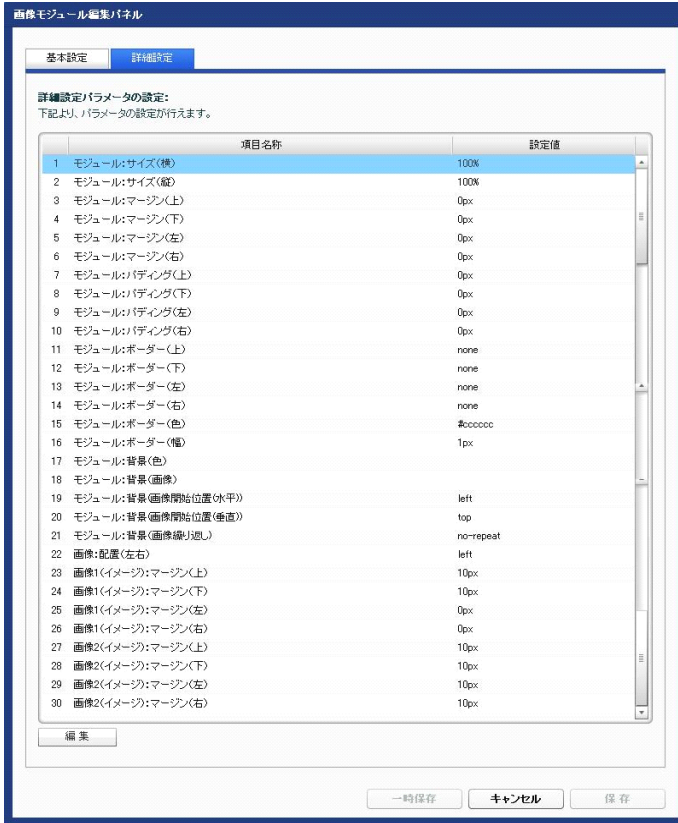 画像モジュール編集パネル
基本設定 詳細設定
詳細設定パラメータの設定:
下記より、パラメータの設定が行えます。
項目名称 設定値
1 モジュール:サイズ(横) 100%
2 モジュール:サイズ(縦) 100%
3 モジュール:マージン(上) 0px
4 モジュール:マージン(下) 0px
5 モジュール:マージン(左) 0px
6 モジュール:マージン(右) 0px
7 モジュール:パディング(上) 0px
8 モジュール:パディング(下) 0px
9 モジュール:パディング(左) 0px
10 モジュール:パディング(右) 0px
11 モジュール:ボーダー(上) none
12 モジュール:ボーダー(下) none
13 モジュール:ボーダー(左) none
14 モジュール:ボーダー(右) none
15 モジュール:ボーダー(色) #cccccc
16 モジュール:ボーダー(幅) 1px
17 モジュール:背景(色)
18 モジュール:背景(画像)
19 モジュール:背景(画像開始位置(水平)) left
20 モジュール:背景(画像開始位置(垂直)) top
21 モジュール:背景(画像繰り返し) no-repeat
22 画像:配置(左右) left
23 画像1(イメージ):マージン(上) 10px
24 画像1(イメージ):マージン(下) 10px
25 画像1(イメージ):マージン(左) 0px
26 画像1(イメージ):マージン(右) 0px
27 画像2(イメージ):マージン(上) 10px
28 画像2(イメージ):マージン(下) 10px
29 画像2(イメージ):マージン(左) 10px
30 画像2(イメージ):マージン(右) 10px
編集
一時保存 キャンセル 保存